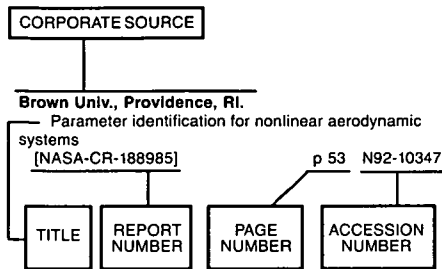 CORPORATE SOURCE
Brown Univ., Providence, RI.
Parameter identification for nonlinear aerodynamic
systems
[NASA-CR-188985] p 53 N92-10347
TITLE
REPORT
NUMBER
PAGE
NUMBER
ACCESSION
NUMBER